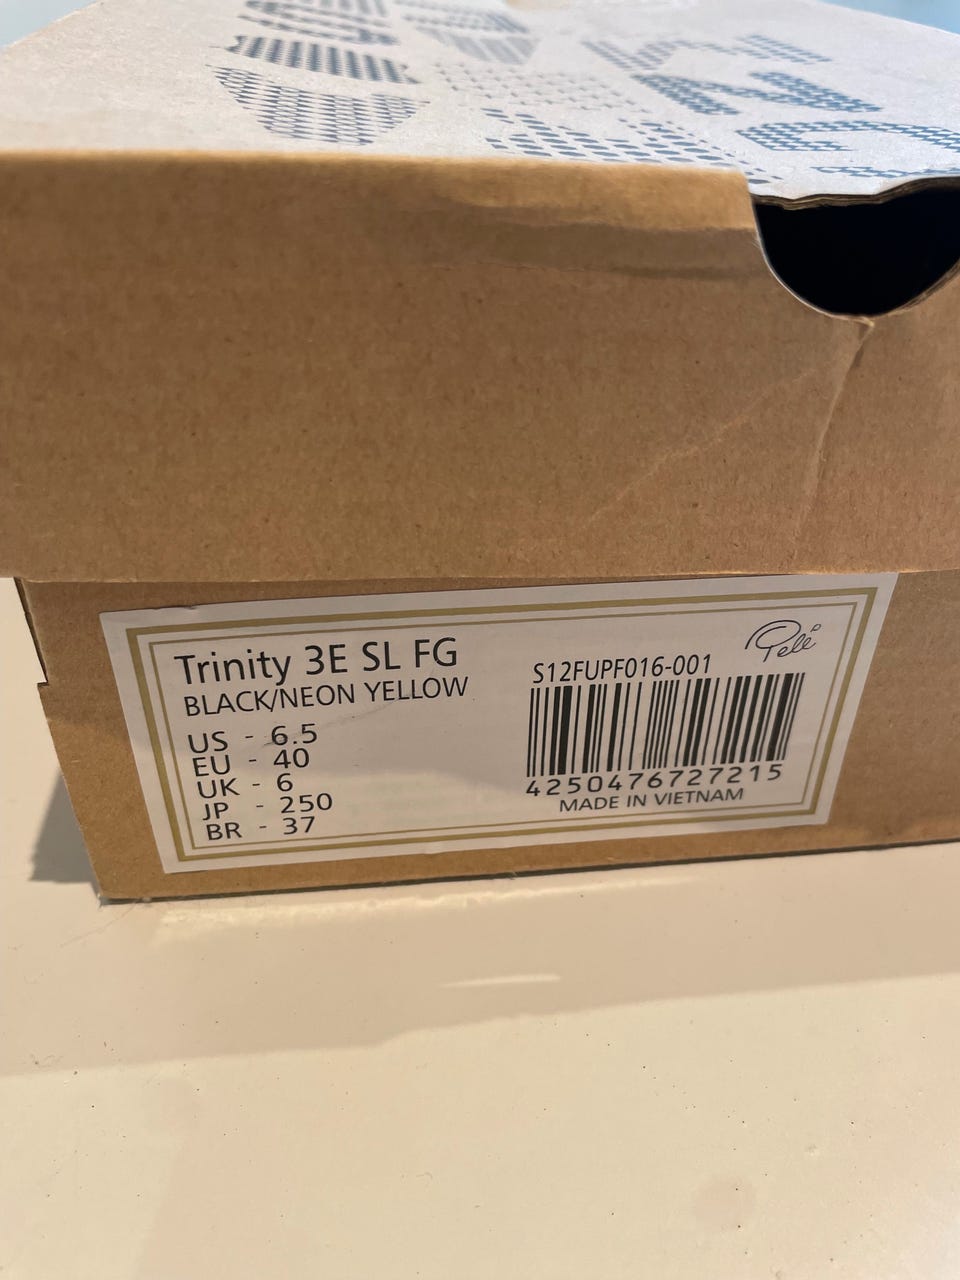 Trinity 3E SL FG
BLACK/NEON YELLOW
US - 6.5
EU - 40
UK - 6
JP - 250
BR - 37
Pelé
S12FUPF016-001
4250476727215
MADE IN VIETNAM